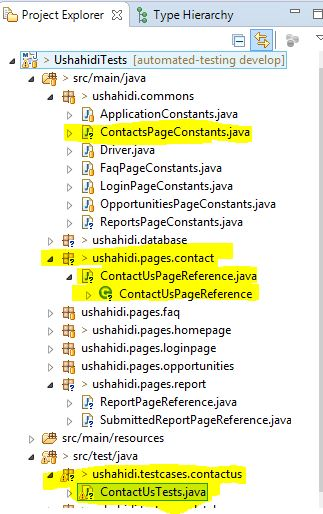 Project Explorer Type Hierarchy
> UshahidiTests [automated-testing develop]
> src/main/java
> ushahidi.commons
ApplicationConstants.java
ContactsPageConstants.java
Driver.java
FaqPageConstants.java
LoginPageConstants.java
OpportunitiesPageConstants.java
ReportsPageConstants.java
> ushahidi.database
> ushahidi.pages.contact
ContactUsPageReference.java
ContactUsPageReference
ushahidi.pages.faq
> ushahidi.pages.homepage
ushahidi.pages.loginpage
> ushahidi.pages.opportunities
> ushahidi.pages.report
ReportPageReference.java
SubmittedReportPageReference.java
src/main/resources
> src/test/java
> ushahidi.testcases.contactus
ContactUsTests.java